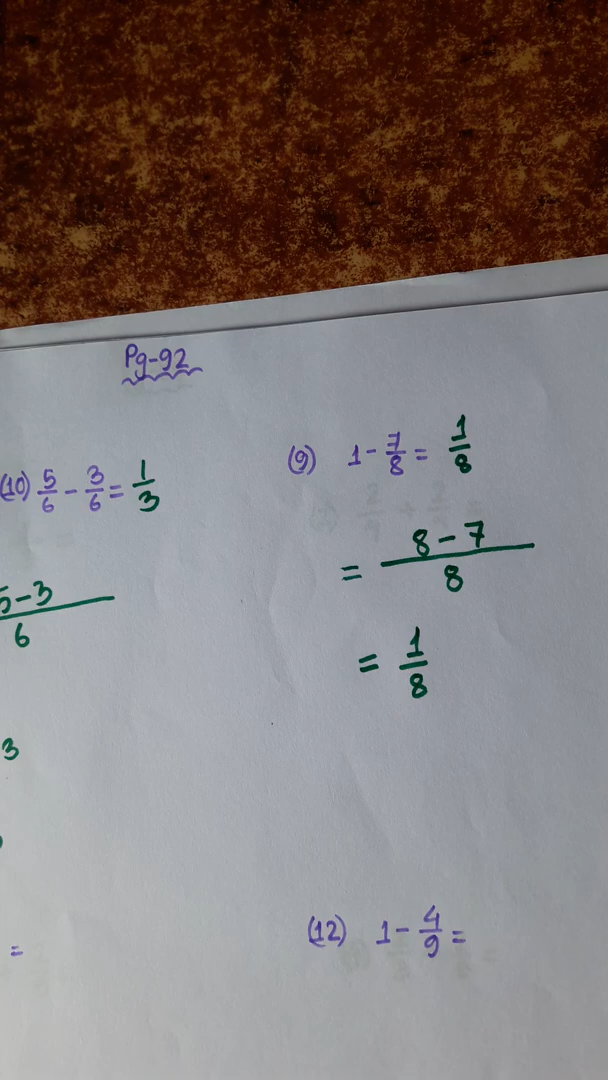 Pg-92
(10) 5/6 - 3/6 = 1/3
5-3
6
3
=
(9) 1 - 7/8 = 1/8
= 8-7/8
= 1/8
(12) 1 - 4/9 =